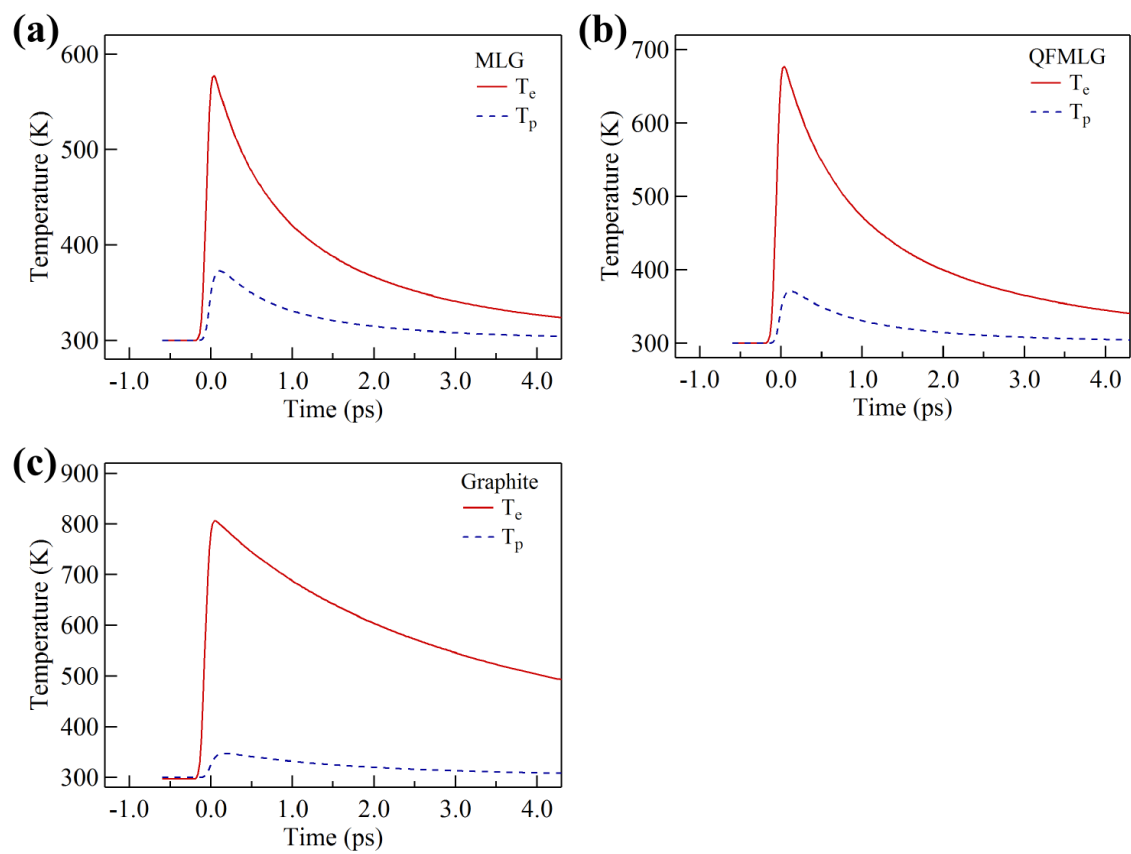 (a)
600
500
400
300
Temperature (K)
MLG
T_e
T_p
-1.0 0.0 1.0 2.0 3.0 4.0
Time (ps)
(b)
700
600
500
400
300
Temperature (K)
QFMLG
T_e
T_p
-1.0 0.0 1.0 2.0 3.0 4.0
Time (ps)
(c)
900
800
700
600
500
400
300
Temperature (K)
Graphite
T_e
T_p
-1.0 0.0 1.0 2.0 3.0 4.0
Time (ps)